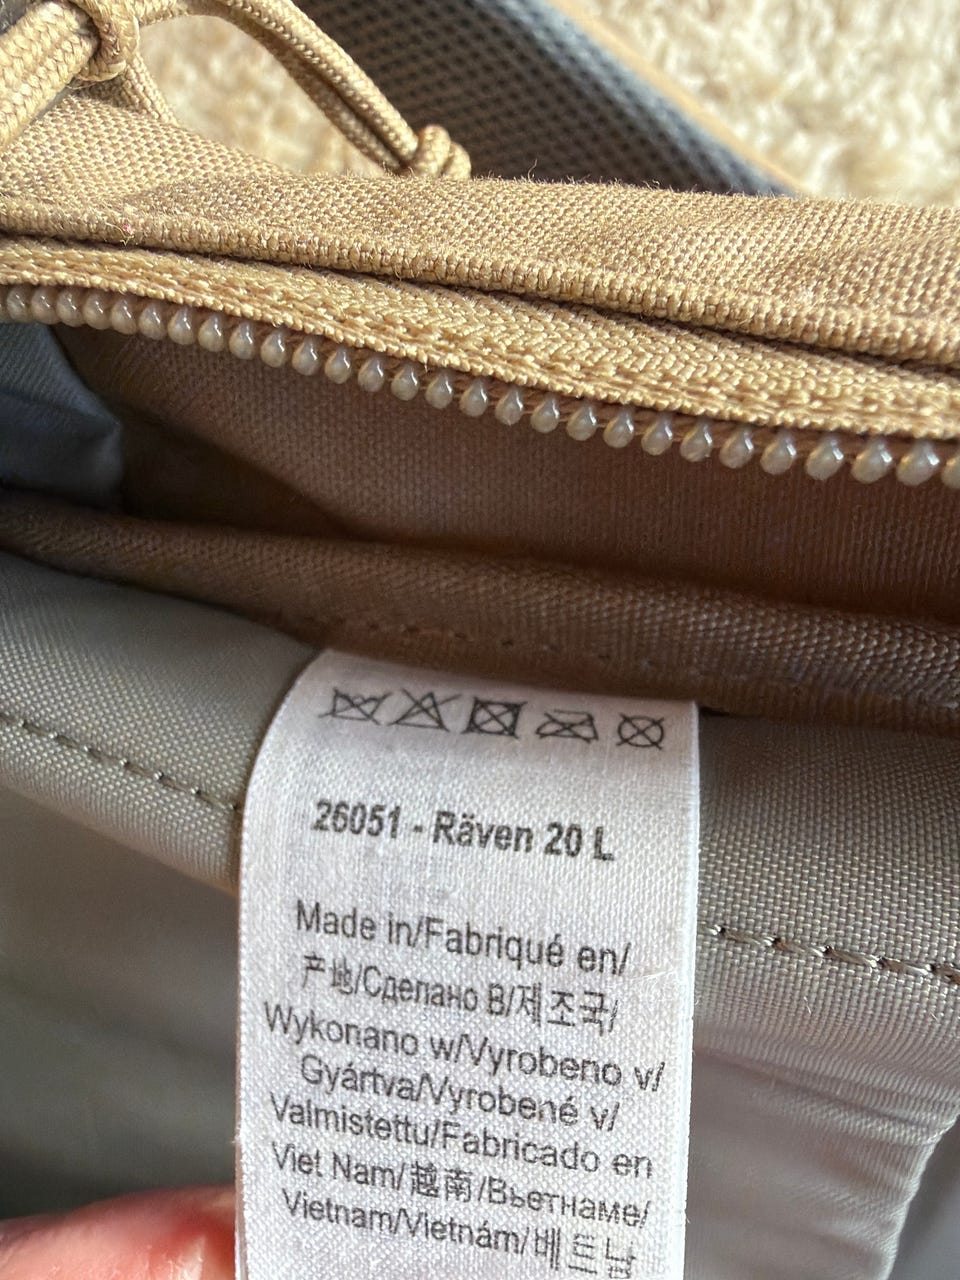 26051 - Räven 20 L
Made in/Fabriqué en/
产地/Сделано В/제조국/
Wykonano w/Vyrobeno v/
Gyártva/Vyrobené v/
Valmistettu/Fabricado en
Viet Nam/越南/Вьетнаме/
Vietnam/Vietnám/베트남